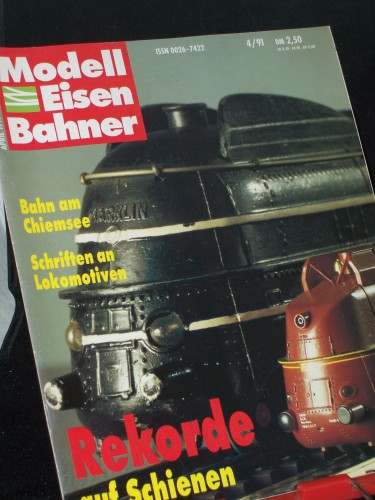 Modell
Eisen
Bahner
ISSN 0026-7422
4/91 DM 2,50
Bahn am
Chiemsee
MÄRKLIN
Schriften an
Lokomotiven
Rekorde
auf Schienen